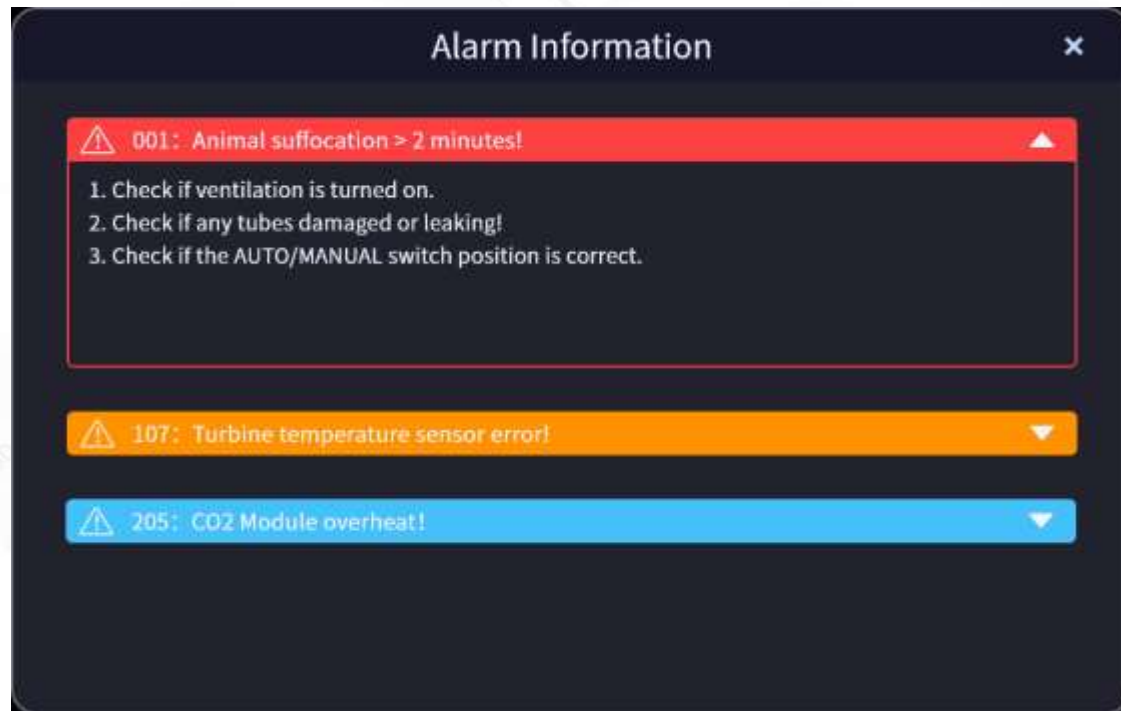 Alarm Information ×
001: Animal suffocation > 2 minutes!
1. Check if ventilation is turned on.
2. Check if any tubes damaged or leaking!
3. Check if the AUTO/MANUAL switch position is correct.
107: Turbine temperature sensor error!
205: CO2 Module overheat!